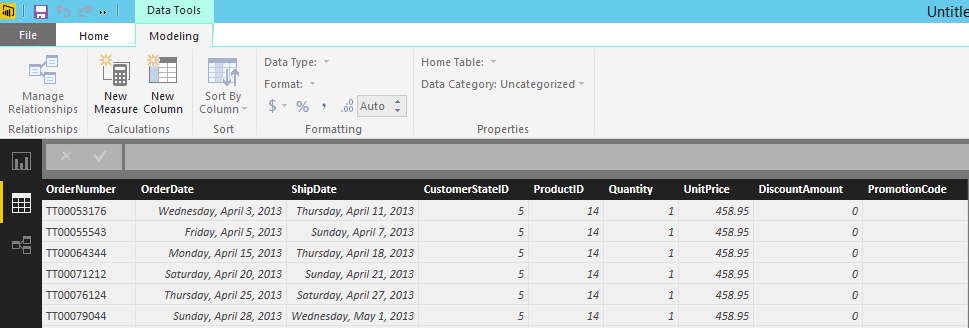 Data Tools
Untitle
File Home Modeling
Data Type:
Format:
$ % , .00 Auto
Home Table:
Data Category: Uncategorized
Manage Relationships
New Measure
New Column
Sort By Column
Relationships Calculations Sort Formatting Properties
OrderNumber OrderDate ShipDate CustomerStateID ProductID Quantity UnitPrice DiscountAmount PromotionCode
TT00053176 Wednesday, April 3, 2013 Thursday, April 11, 2013 5 14 1 458.95 0
TT00055543 Friday, April 5, 2013 Sunday, April 7, 2013 5 14 1 458.95 0
TT00064344 Monday, April 15, 2013 Thursday, April 18, 2013 5 14 1 458.95 0
TT00071212 Saturday, April 20, 2013 Sunday, April 21, 2013 5 14 1 458.95 0
TT00076124 Thursday, April 25, 2013 Saturday, April 27, 2013 5 14 1 458.95 0
TT00079044 Sunday, April 28, 2013 Wednesday, May 1, 2013 5 14 1 458.95 0